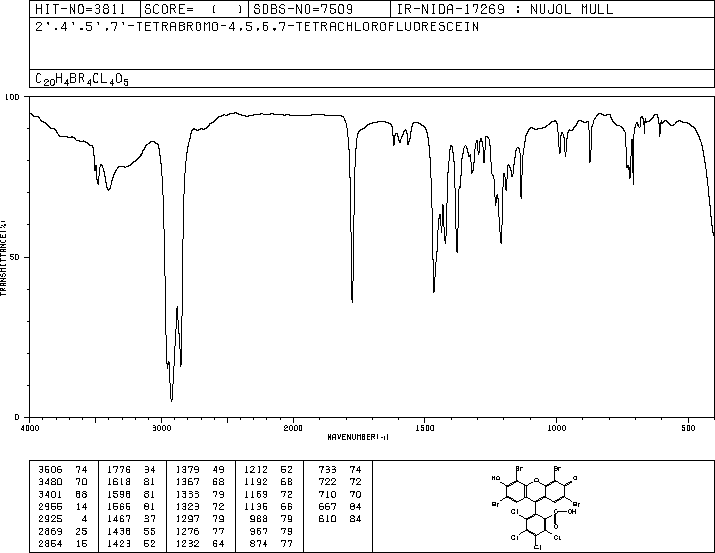 HIT-NO=3811 SCORE= ( ) SDBS-NO=7509 IR-NIDA-17269 : NUJOL MULL
2',4',5',7'-TETRABROMO-4,5,6,7-TETRACHLOROFLUORESCEIN
C20H4BR4CL4O5
100
50
0
TRANSMITTANCE(%)
4000 3000 2000 1500 1000 500
WAVENUMBER(-1)
3506 74 1776 34 1379 49 1212 52 733 74
3480 70 1618 81 1367 68 1192 68 722 72
3401 68 1598 81 1333 79 1169 72 710 70
2955 14 1566 81 1323 72 1136 66 667 84
2925 4 1467 37 1297 79 988 79 610 84
2869 25 1438 55 1276 77 967 79
2854 15 1423 52 1232 64 874 77
Br Br
HO O O
Br Br
Cl C-OH
O
Cl Cl
Cl